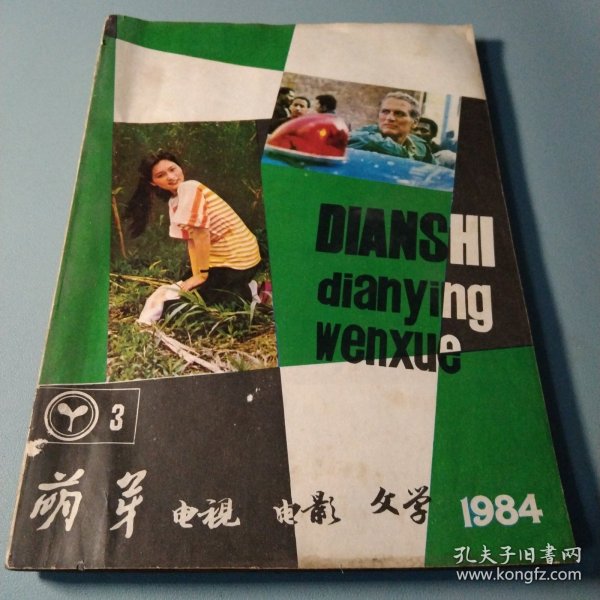 DIANSHI
dianying
wenxue
3
萌芽 电视 电影 文学 1984
孔夫子旧書网
www.kongfz.com